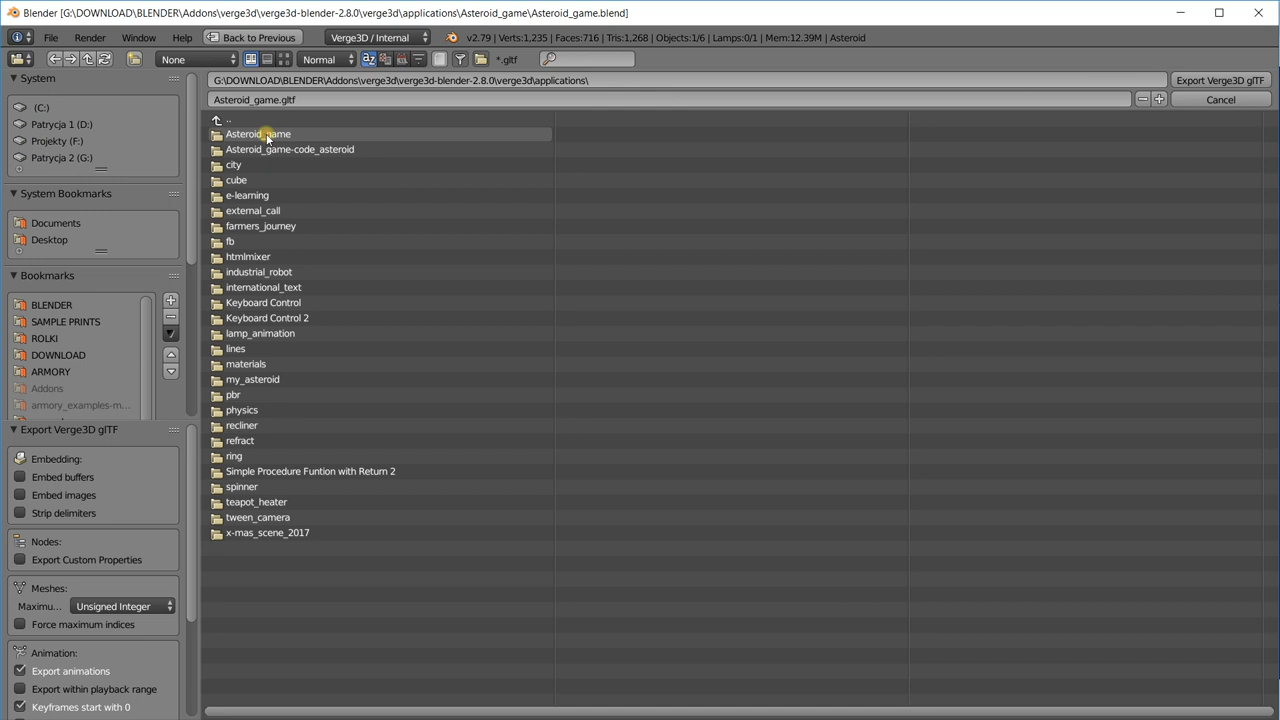 Blender [G:\DOWNLOAD\BLENDER\Addons\verge3d\verge3d-blender-2.8.0\verge3d\applications\Asteroid_game\Asteroid_game.blend]
File Render Window Help Back to Previous Verge3D / Internal v2.79 | Verts:1,235 | Faces:716 | Tris:1,268 | Objects:1/6 | Lamps:0/1 | Mem:12.39M | Asteroid
None Normal *.gltf
System
(C:)
Patrycja 1 (D:)
Projekty (F:)
Patrycja 2 (G:)
System Bookmarks
Documents
Desktop
Bookmarks
BLENDER
SAMPLE PRINTS
ROLKI
DOWNLOAD
ARMORY
Addons
armory_examples-m...
Export Verge3D glTF
Embedding:
Embed buffers
Embed images
Strip delimiters
Nodes:
Export Custom Properties
Meshes:
Maximu... Unsigned Integer
Force maximum indices
Animation:
Export animations
Export within playback range
Keyframes start with 0
G:\DOWNLOAD\BLENDER\Addons\verge3d\verge3d-blender-2.8.0\verge3d\applications\ Export Verge3D glTF
Asteroid_game.gltf Cancel
..
Asteroid_game
Asteroid_game-code_asteroid
city
cube
e-learning
external_call
farmers_journey
fb
htmlmixer
industrial_robot
international_text
Keyboard Control
Keyboard Control 2
lamp_animation
lines
materials
my_asteroid
pbr
physics
recliner
refract
ring
Simple Procedure Funtion with Return 2
spinner
teapot_heater
tween_camera
x-mas_scene_2017